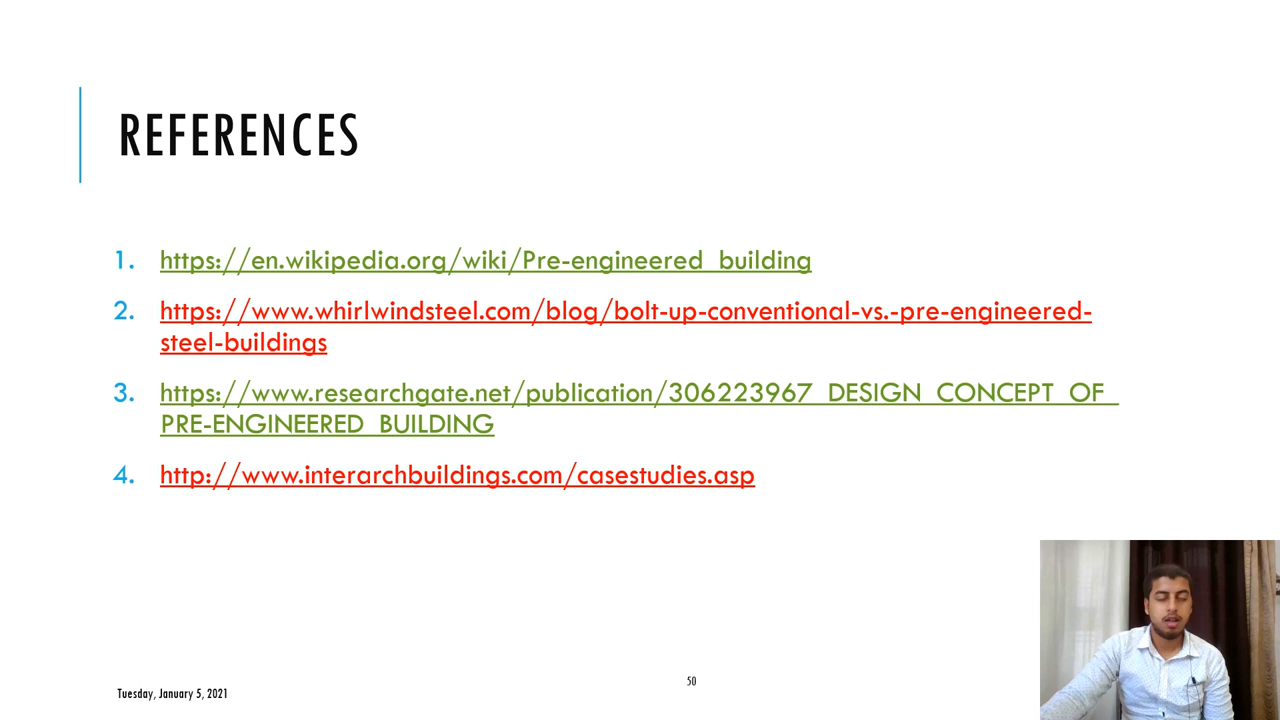 REFERENCES
1. https://en.wikipedia.org/wiki/Pre-engineered_building
2. https://www.whirlwindsteel.com/blog/bolt-up-conventional-vs.-pre-engineered-
steel-buildings
3. https://www.researchgate.net/publication/306223967_DESIGN_CONCEPT_OF_
PRE-ENGINEERED_BUILDING
4. http://www.interarchbuildings.com/casestudies.asp
50
Tuesday, January 5, 2021